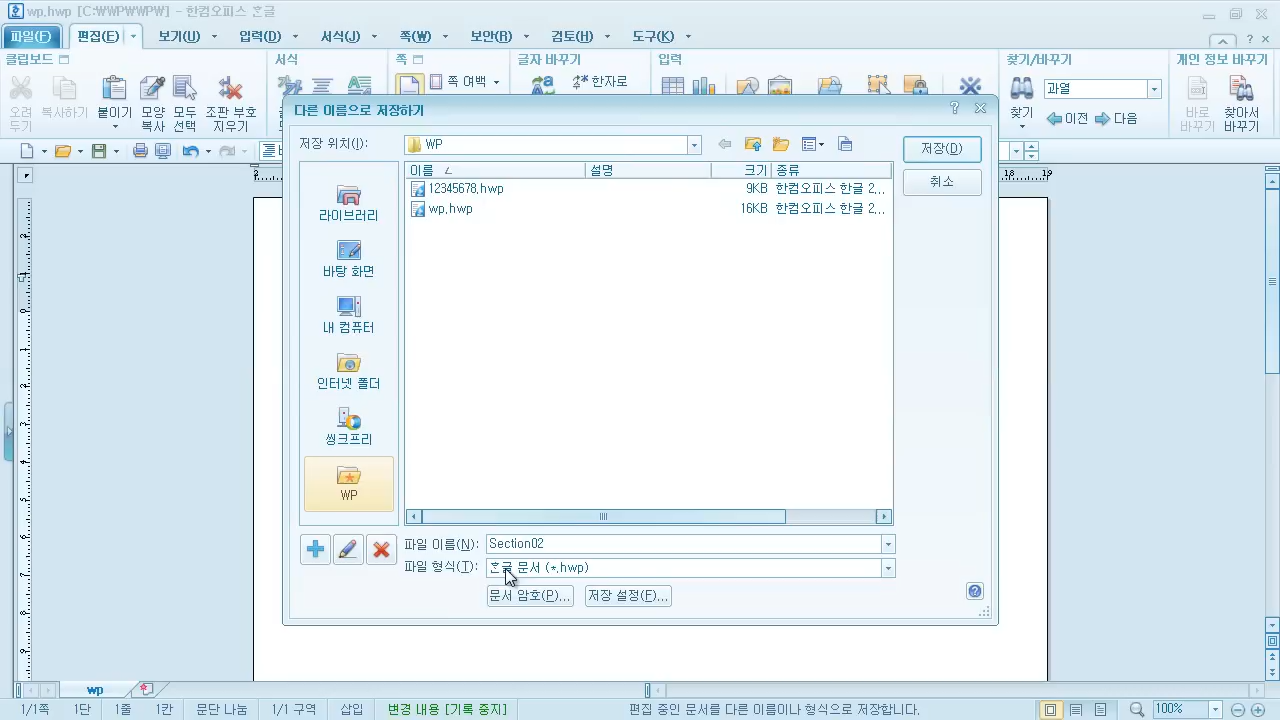 wp.hwp [C:\WP\WP\] - 한컴오피스 한글
파일(F) 편집(E) 보기(U) 입력(D) 서식(J) 쪽(W) 보안(R) 검토(H) 도구(K)
클립보드 서식 쪽 글자 바꾸기 입력 찾기/바꾸기 개인 정보 바꾸기
오려 두기 복사하기 붙이기 모양 복사 모두 선택 조판 부호 지우기
쪽 여백 한자로 찾기 과열 이전 다음 바로 바꾸기 찾아서 바꾸기
18 19
다른 이름으로 저장하기
저장 위치(I): WP 저장(D)
취소
이름 설명 크기 종류
12345678.hwp 9KB 한컴오피스 한글 2...
wp.hwp 16KB 한컴오피스 한글 2...
라이브러리
바탕 화면
내 컴퓨터
인터넷 폴더
씽크프리
WP
파일 이름(N): Section02
파일 형식(T): 흔글 문서 (*.hwp)
문서 암호(P)... 저장 설정(F)...
wp
1/1쪽 1단 1줄 1칸 문단 나눔 1/1 구역 삽입 변경 내용 [기록 중지] 편집 중인 문서를 다른 이름이나 형식으로 저장합니다. 100%